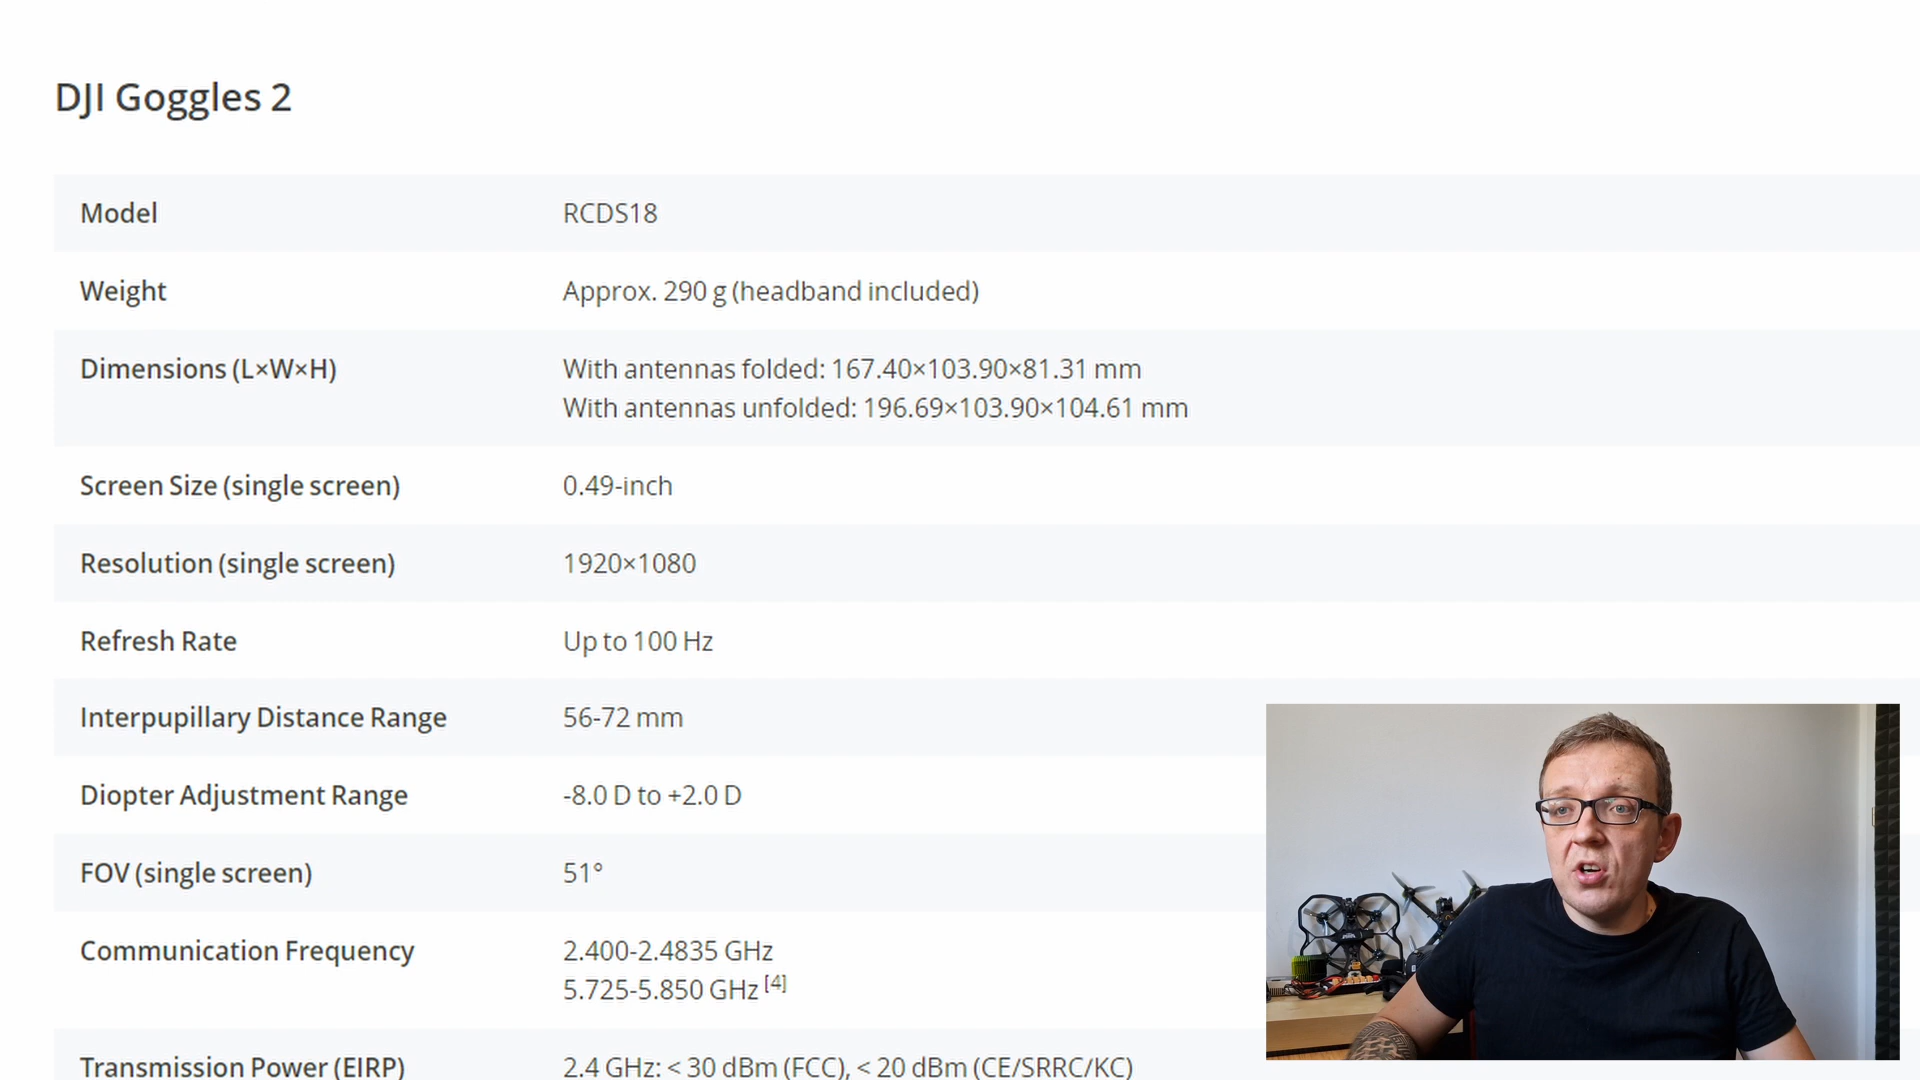 DJI Goggles 2
Model RCDS18
Weight Approx. 290 g (headband included)
Dimensions (L×W×H) With antennas folded: 167.40×103.90×81.31 mm
With antennas unfolded: 196.69×103.90×104.61 mm
Screen Size (single screen) 0.49-inch
Resolution (single screen) 1920×1080
Refresh Rate Up to 100 Hz
Interpupillary Distance Range 56-72 mm
Diopter Adjustment Range -8.0 D to +2.0 D
FOV (single screen) 51°
Communication Frequency 2.400-2.4835 GHz
5.725-5.850 GHz [4]
Transmission Power (EIRP) 2.4 GHz: < 30 dBm (FCC), < 20 dBm (CE/SRRC/KC)